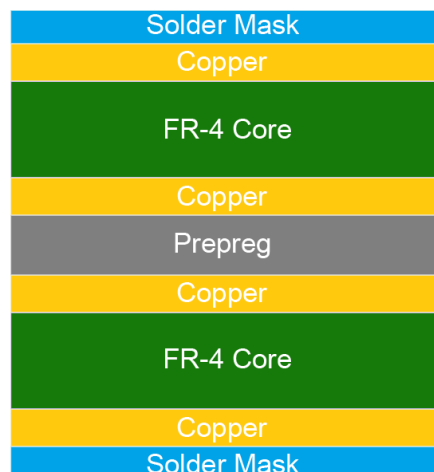 Solder Mask
Copper
FR-4 Core
Copper
Prepreg
Copper
FR-4 Core
Copper
Solder Mask